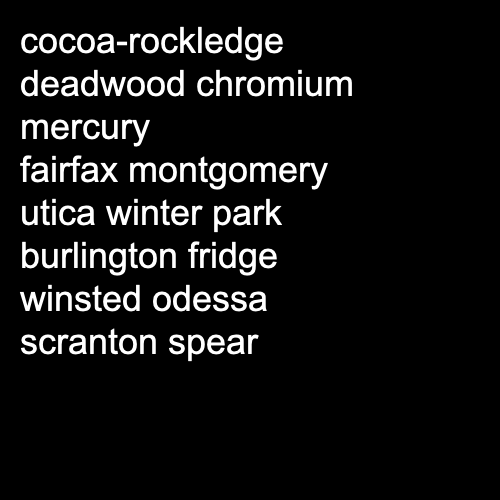 cocoa-rockledge
deadwood chromium
mercury
fairfax montgomery
utica winter park
burlington fridge
winsted odessa
scranton spear